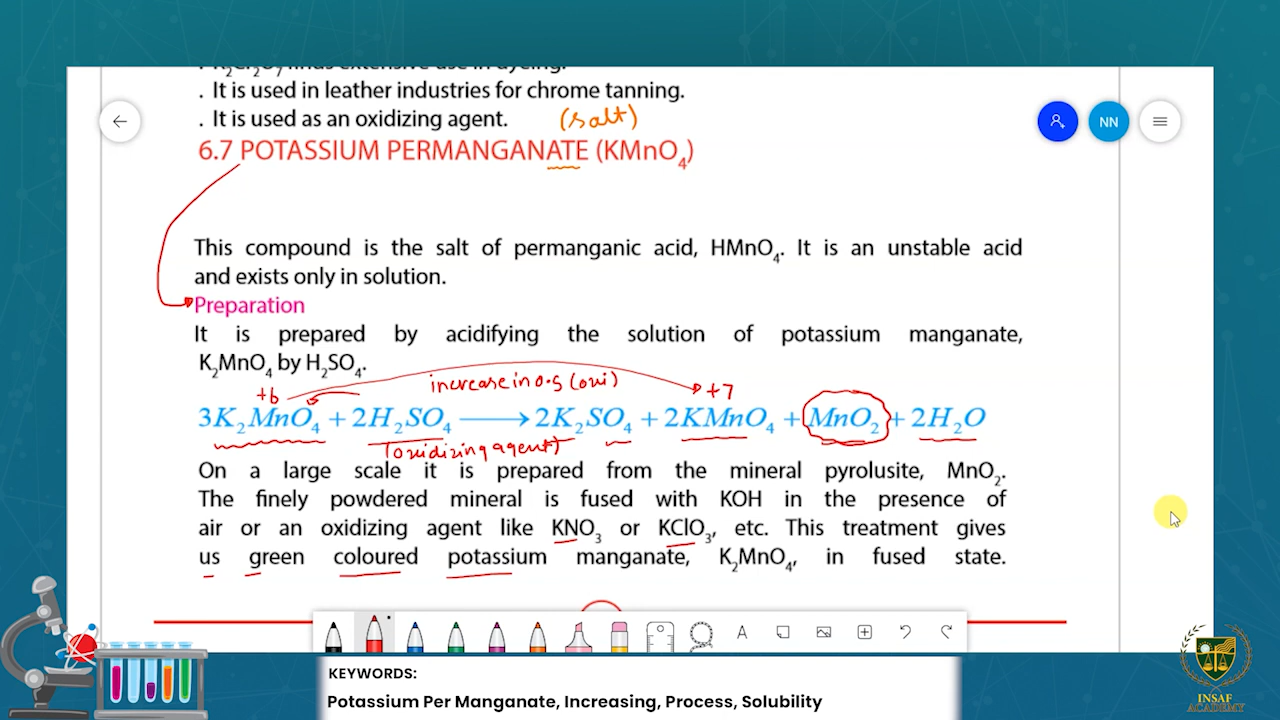 . K₂Cr₂O₇ finds extensive use in dyeing.
. It is used in leather industries for chrome tanning.
. It is used as an oxidizing agent. (salt)
6.7 POTASSIUM PERMANGANATE (KMnO₄)
NN
This compound is the salt of permanganic acid, HMnO₄. It is an unstable acid
and exists only in solution.
Preparation
It is prepared by acidifying the solution of potassium manganate,
K₂MnO₄ by H₂SO₄.
increase in o.s (oxi)
+6 +7
3K₂MnO₄ + 2H₂SO₄ ⟶ 2K₂SO₄ + 2KMnO₄ + MnO₂ + 2H₂O
(oxidizing agent)
On a large scale it is prepared from the mineral pyrolusite, MnO₂.
The finely powdered mineral is fused with KOH in the presence of
air or an oxidizing agent like KNO₃ or KClO₃, etc. This treatment gives
us green coloured potassium manganate, K₂MnO₄, in fused state.
A
KEYWORDS:
Potassium Per Manganate, Increasing, Process, Solubility
INSAF
ACADEMY